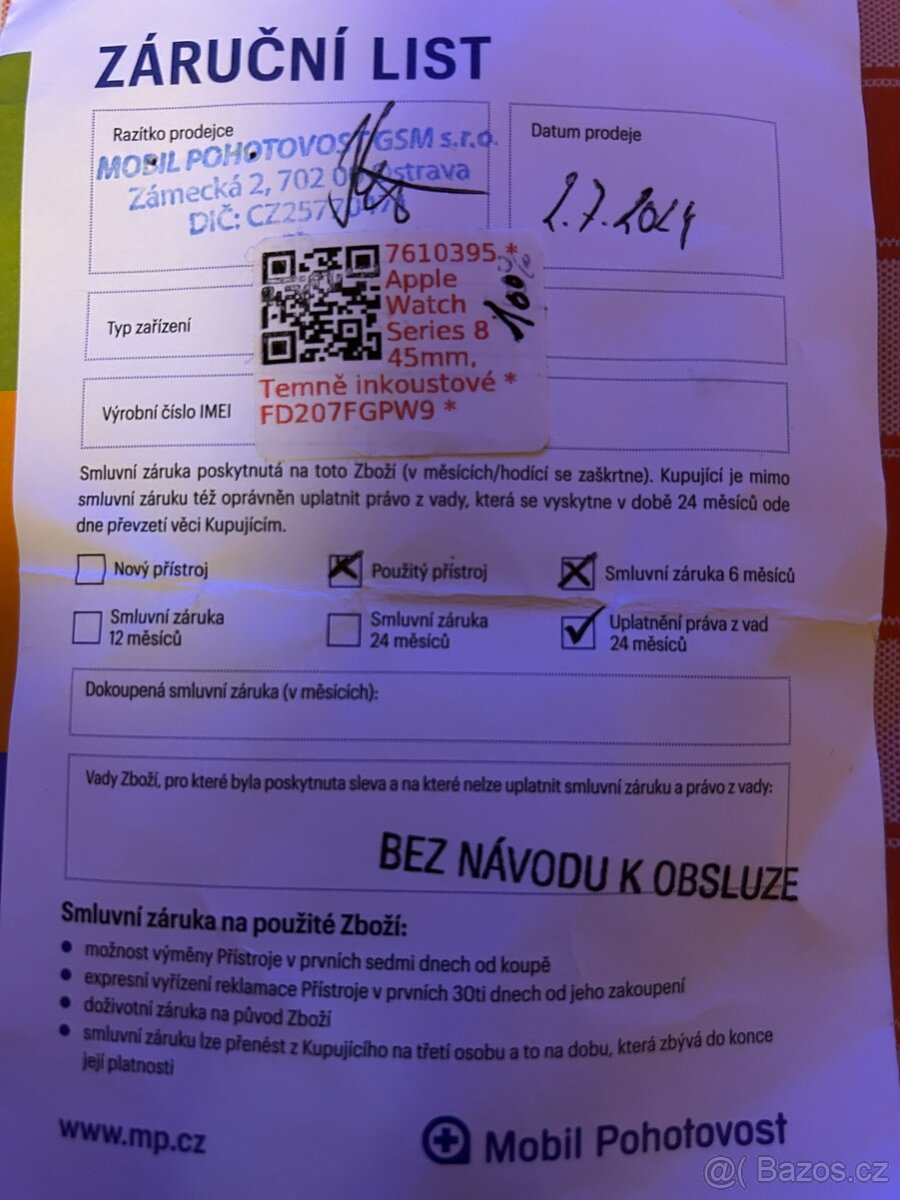 ZÁRUČNÍ LIST
Razítko prodejce
MOBIL POHOTOVOST GSM s.r.o.
Zámecká 2, 702 Ostrava
DIČ:
Datum prodeje
2.7.2024
7610395 *
Apple
Watch
Series 8
45mm,
Temně inkoustové *
FD207FGPW9 *
100%
Typ zařízení
Výrobní číslo IMEI
Smluvní záruka poskytnutá na toto Zboží (v měsících/hodící se zaškrtne). Kupující je mimo
smluvní záruku též oprávněn uplatnit právo z vady, která se vyskytne v době 24 měsíců ode
dne převzetí věci Kupujícím.
Nový přístroj
Použitý přístroj
Smluvní záruka 6 měsíců
Smluvní záruka
12 měsíců
Smluvní záruka
24 měsíců
Uplatnění práva z vad
24 měsíců
Dokoupená smluvní záruka (v měsících):
Vady Zboží, pro které byla poskytnuta sleva a na které nelze uplatnit smluvní záruku a právo z vady:
BEZ NÁVODU K OBSLUZE
Smluvní záruka na použité Zboží:
• možnost výměny Přístroje v prvních sedmi dnech od koupě
• expresní vyřízení reklamace Přístroje v prvních 30ti dnech od jeho zakoupení
• doživotní záruka na původ Zboží
• smluvní záruku lze přenést z Kupujícího na třetí osobu a to na dobu, která zbývá do konce
její platnosti
www.mp.cz
Mobil Pohotovost
@( Bazos.cz